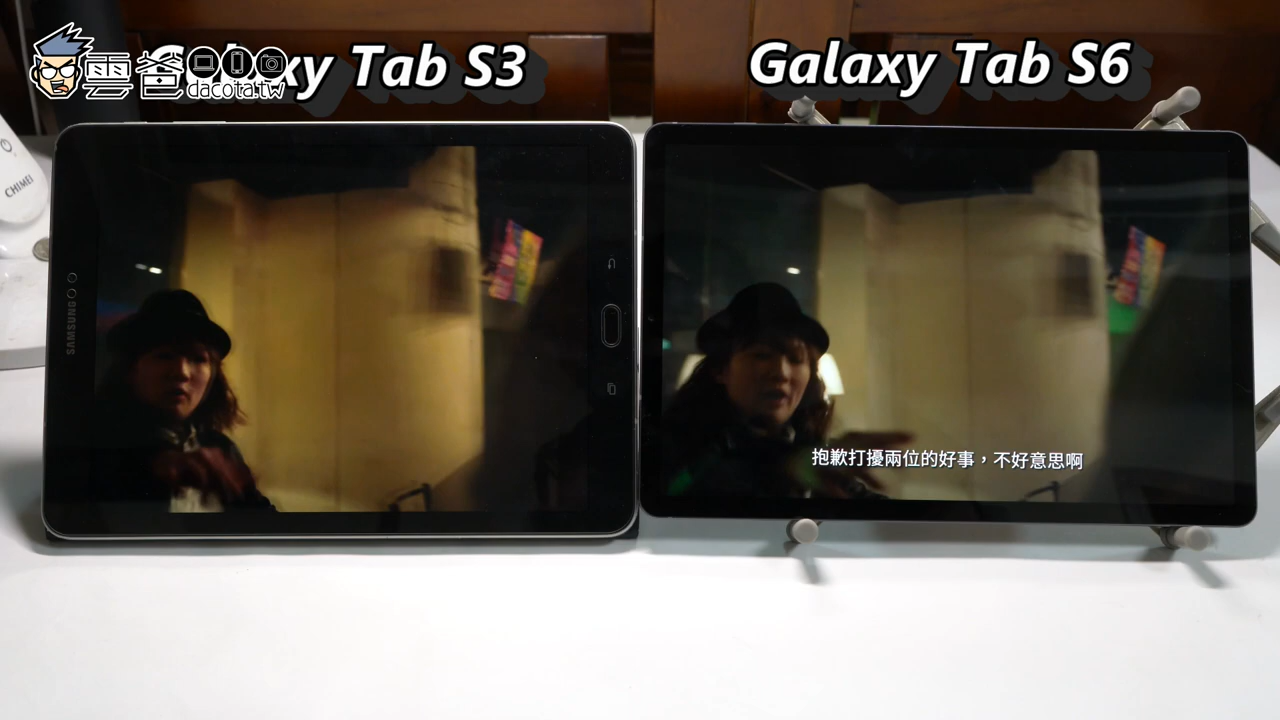 Galaxy Tab S3
Galaxy Tab S6
雲爸
dacota.tw
CHIMEI
SAMSUNG
抱歉打擾兩位的好事，不好意思啊